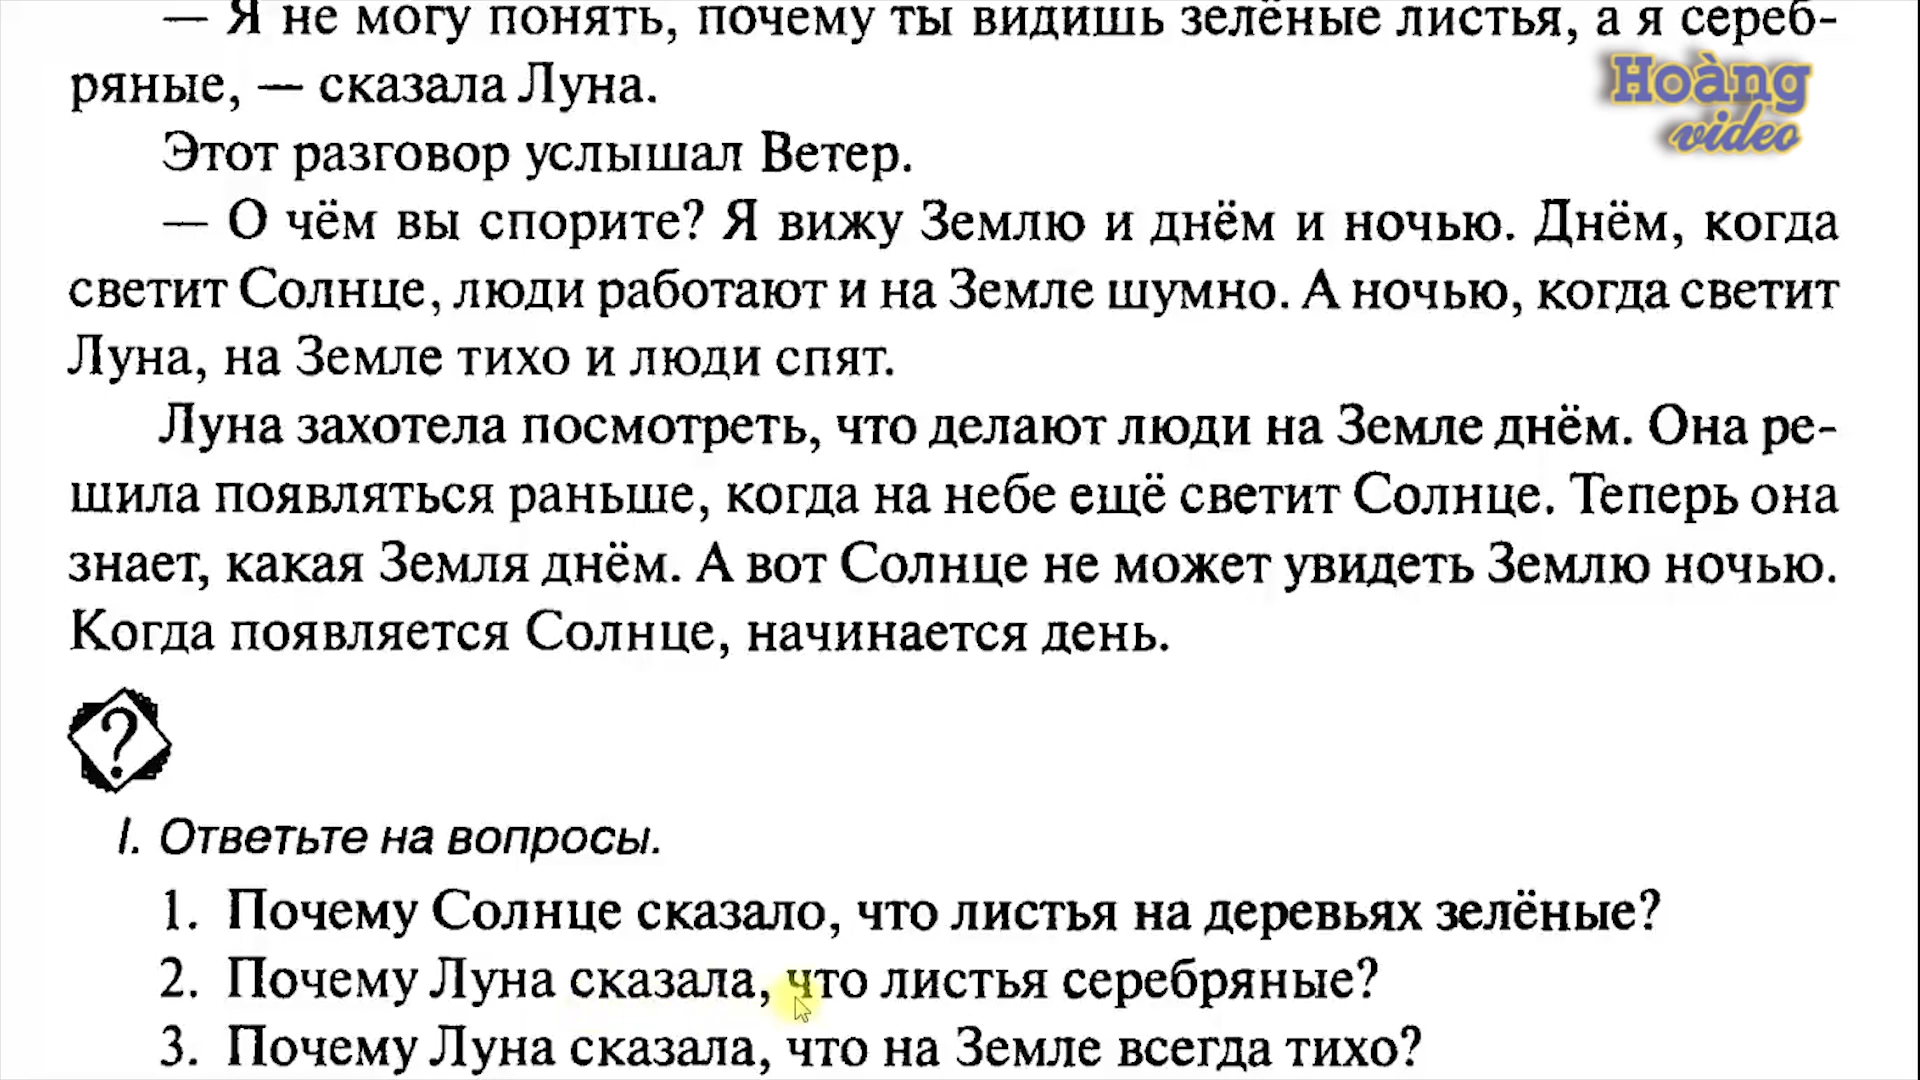 — Я не могу понять, почему ты видишь зелёные листья, а я сереб-
ряные, — сказала Луна.
Hoàng
video
Этот разговор услышал Ветер.
— О чём вы спорите? Я вижу Землю и днём и ночью. Днём, когда
светит Солнце, люди работают и на Земле шумно. А ночью, когда светит
Луна, на Земле тихо и люди спят.
Луна захотела посмотреть, что делают люди на Земле днём. Она ре-
шила появляться раньше, когда на небе ещё светит Солнце. Теперь она
знает, какая Земля днём. А вот Солнце не может увидеть Землю ночью.
Когда появляется Солнце, начинается день.
?
I. Ответьте на вопросы.
1. Почему Солнце сказало, что листья на деревьях зелёные?
2. Почему Луна сказала, что листья серебряные?
3. Почему Луна сказала, что на Земле всегда тихо?